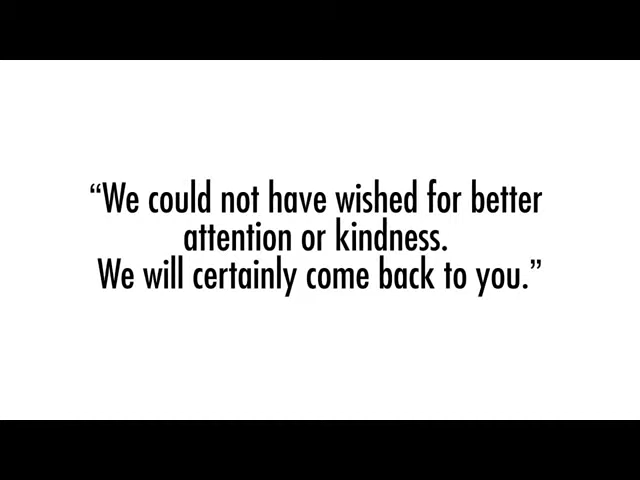 “We could not have wished for better
attention or kindness.
We will certainly come back to you.”